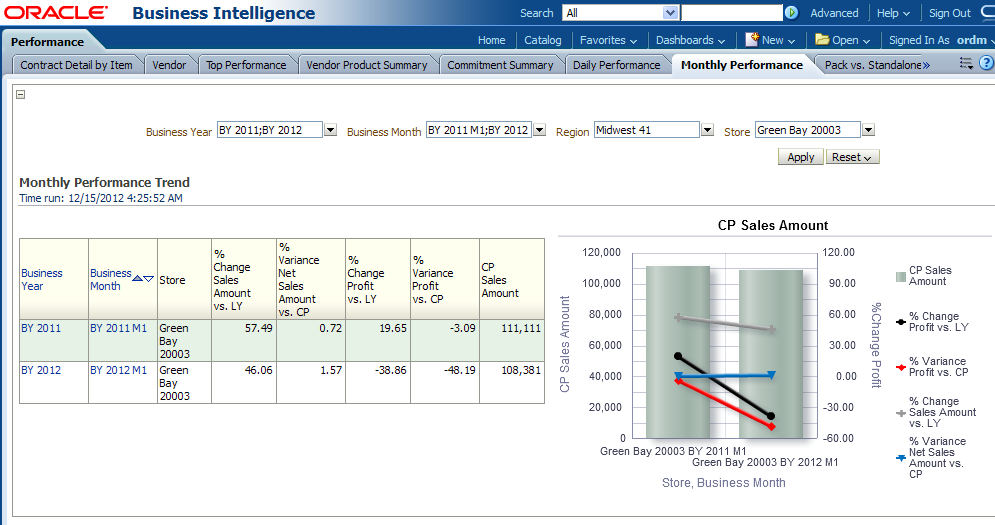 ORACLE® Business Intelligence
Search All Advanced Help Sign Out
Performance
Home Catalog Favorites Dashboards New Open Signed In As ordm
Contract Detail by Item Vendor Top Performance Vendor Product Summary Commitment Summary Daily Performance Monthly Performance Pack vs. Standalone»
Business Year BY 2011;BY 2012 Business Month BY 2011 M1;BY 2012 Region Midwest 41 Store Green Bay 20003
Apply Reset
Monthly Performance Trend
Time run: 12/15/2012 4:25:52 AM
Business Year
Business Month
Store
% Change Sales Amount vs. LY
% Variance Net Sales Amount vs. CP
% Change Profit vs. LY
% Variance Profit vs. CP
CP Sales Amount
BY 2011 BY 2011 M1 Green Bay 20003 57.49 0.72 19.65 -3.09 111,111
BY 2012 BY 2012 M1 Green Bay 20003 46.06 1.57 -38.86 -48.19 108,381
CP Sales Amount
120,000
100,000
80,000
60,000
40,000
20,000
0
CP Sales Amount
120.00
90.00
60.00
30.00
0.00
-30.00
-60.00
%Change Profit
Green Bay 20003 BY 2011 M1
Green Bay 20003 BY 2012 M1
Store, Business Month
CP Sales
Amount
% Change
Profit vs. LY
% Variance
Profit vs. CP
% Change
Sales Amount
vs. LY
% Variance
Net Sales
Amount vs.
CP